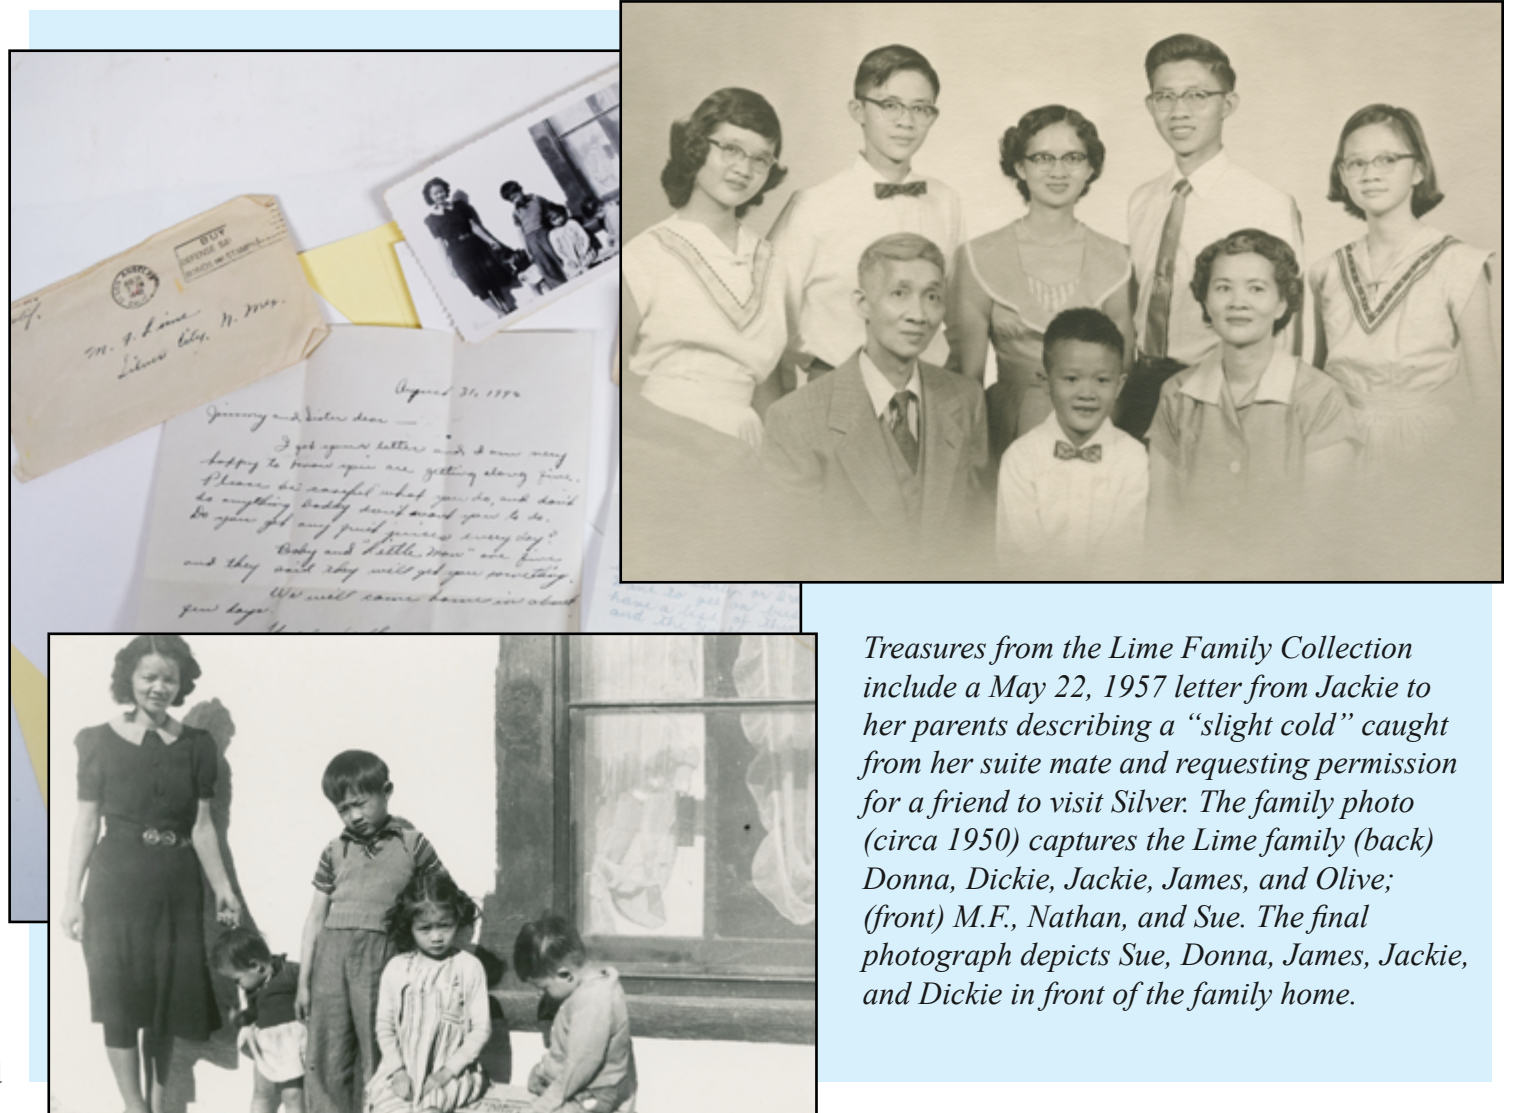 BUY
DEFENSE
BONDS AND STAMPS
M. F. Lime
Silver City, N. Mex.
August 31, 1942
Jimmy and Sister dear —
I got your letter and I am very
happy to know you are getting along fine.
Please be careful what you do, and don't
do anything Daddy don't want you to do.
Do you get any fruit juices every day?
Baby and "Little Man" are fine
and they said they will get you something.
We will come home in about
few days.
have a
and the
Treasures from the Lime Family Collection
include a May 22, 1957 letter from Jackie to
her parents describing a “slight cold” caught
from her suite mate and requesting permission
for a friend to visit Silver. The family photo
(circa 1950) captures the Lime family (back)
Donna, Dickie, Jackie, James, and Olive;
(front) M.F., Nathan, and Sue. The final
photograph depicts Sue, Donna, James, Jackie,
and Dickie in front of the family home.